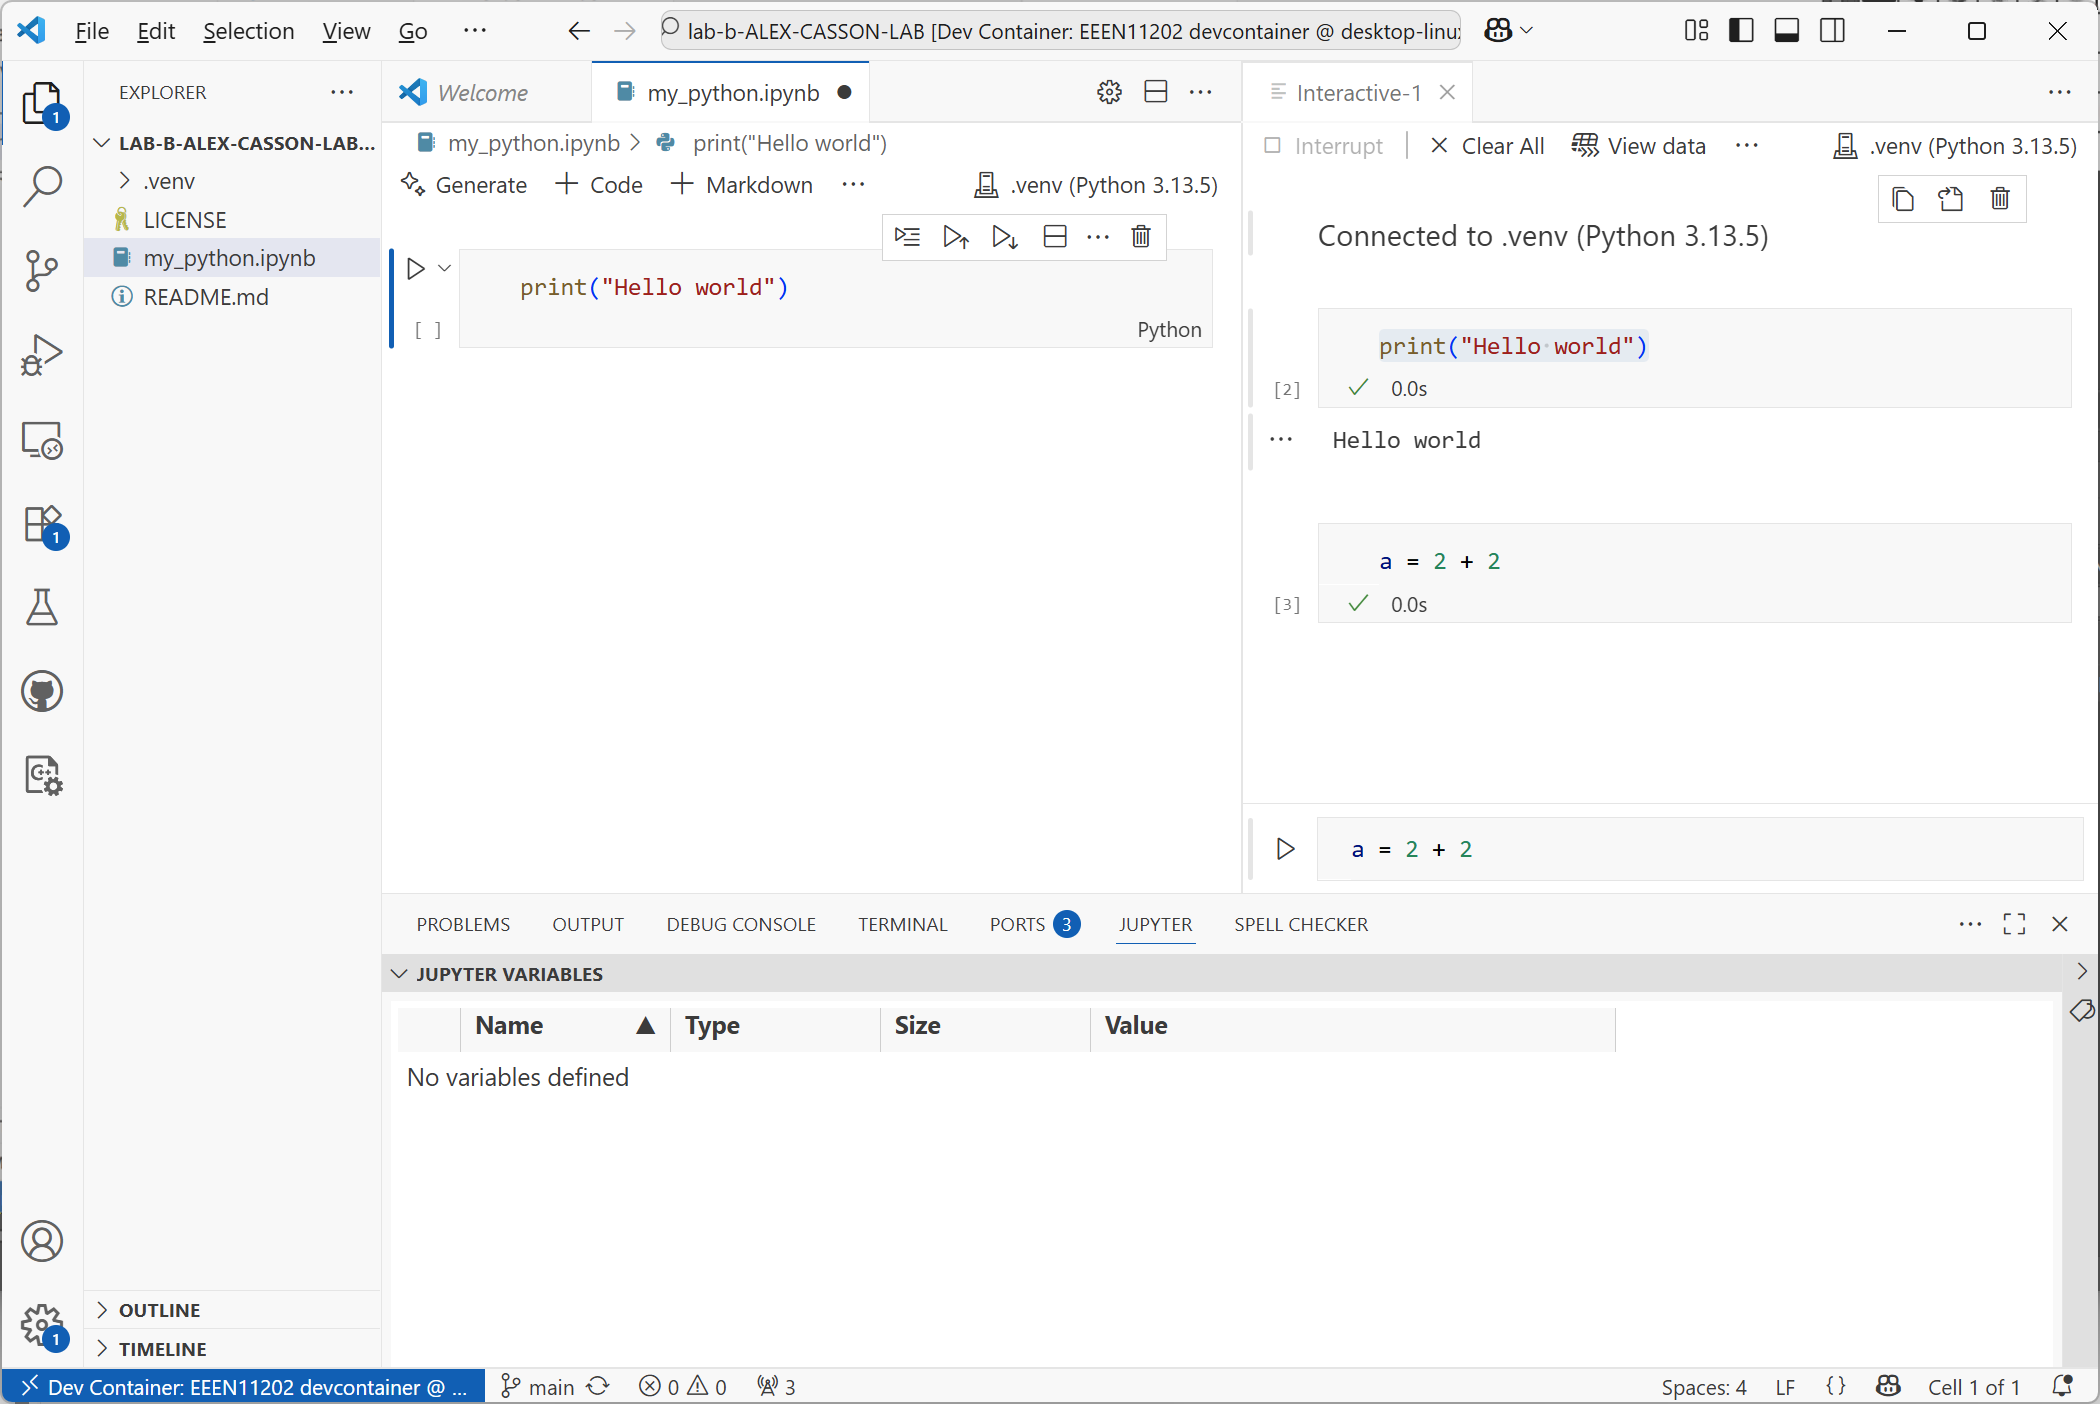 File Edit Selection View Go ···
lab-b-ALEX-CASSON-LAB [Dev Container: EEEN11202 devcontainer @ desktop-linux
EXPLORER
LAB-B-ALEX-CASSON-LAB...
.venv
LICENSE
my_python.ipynb
README.md
OUTLINE
TIMELINE
1
1
1
Welcome
my_python.ipynb
my_python.ipynb > print("Hello world")
Generate + Code + Markdown ··· .venv (Python 3.13.5)
print("Hello world")
[ ]
Python
Interactive-1
Interrupt Clear All View data ··· .venv (Python 3.13.5)
Connected to .venv (Python 3.13.5)
print("Hello·world")
[2] ✓ 0.0s
··· Hello world
a = 2 + 2
[3] ✓ 0.0s
a = 2 + 2
PROBLEMS OUTPUT DEBUG CONSOLE TERMINAL PORTS 3 JUPYTER SPELL CHECKER
JUPYTER VARIABLES
Name ▲ Type Size Value
No variables defined
Dev Container: EEEN11202 devcontainer @ ... main 0 0 3 Spaces: 4 LF {} Cell 1 of 1